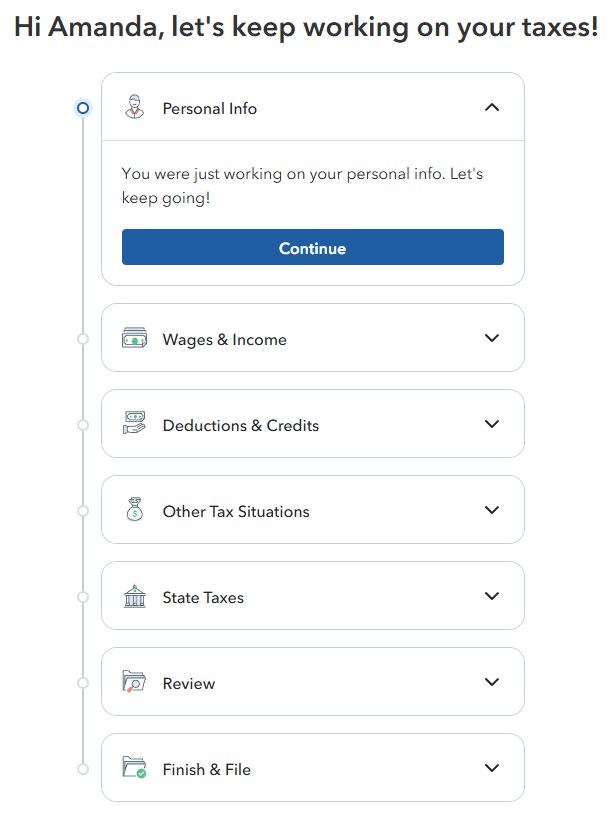 Hi Amanda, let's keep working on your taxes!
Personal Info
You were just working on your personal info. Let's
keep going!
Continue
Wages & Income
Deductions & Credits
$
Other Tax Situations
State Taxes
Review
Finish & File